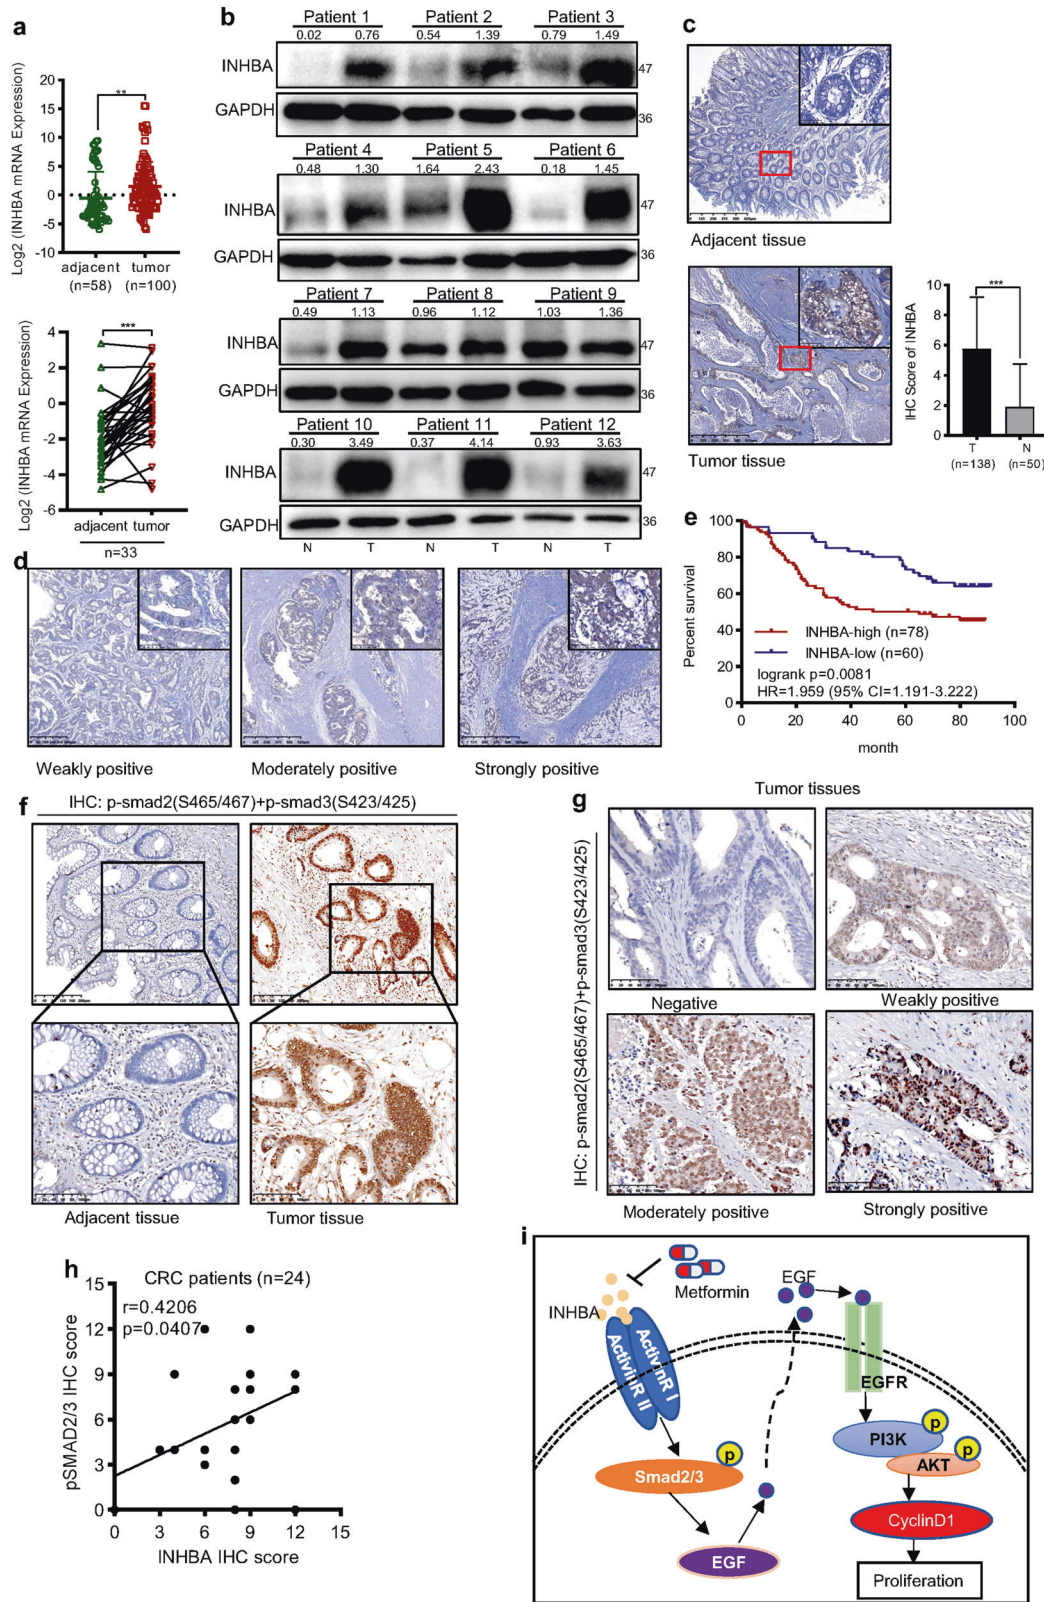 a
Log2 (INHBA mRNA Expression)
20
15
10
5
0
-5
-10
**
adjacent
(n=58)
tumor
(n=100)
Log2 (INHBA mRNA Expression)
4
2
0
-2
-4
-6
***
adjacent tumor
n=33
b
Patient 1 Patient 2 Patient 3
0.02 0.76 0.54 1.39 0.79 1.49
INHBA 47
GAPDH 36
Patient 4 Patient 5 Patient 6
0.48 1.30 1.64 2.43 0.18 1.45
INHBA 47
GAPDH 36
Patient 7 Patient 8 Patient 9
0.49 1.13 0.96 1.12 1.03 1.36
INHBA 47
GAPDH 36
Patient 10 Patient 11 Patient 12
0.30 3.49 0.37 4.14 0.93 3.63
INHBA 47
GAPDH 36
N T N T N T
c
Adjacent tissue
Tumor tissue
IHC Score of INHBA
10
8
6
4
2
0
***
T N
(n=138) (n=50)
d
Weakly positive
Moderately positive
Strongly positive
e
Percent survival
100
80
60
40
20
0
INHBA-high (n=78)
INHBA-low (n=60)
logrank p=0.0081
HR=1.959 (95% CI=1.191-3.222)
0 20 40 60 80 100
month
f
IHC: p-smad2(S465/467)+p-smad3(S423/425)
Adjacent tissue
Tumor tissue
g
Tumor tissues
IHC: p-smad2(S465/467)+p-smad3(S423/425)
Negative
Weakly positive
Moderately positive
Strongly positive
h
CRC patients (n=24)
r=0.4206
p=0.0407
pSMAD2/3 IHC score
15
12
9
6
3
0
0 3 6 9 12 15
INHBA IHC score
i
INHBA
Metformin
EGF
ActivinR II
ActivinR I
EGFR
p
Smad2/3
p
PI3K
p
AKT
EGF
CyclinD1
Proliferation